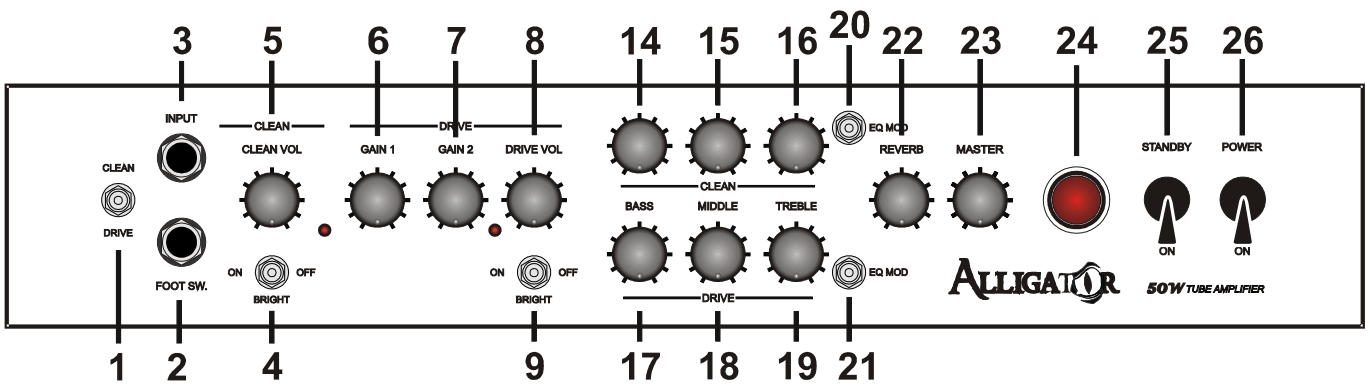 3 5 6 7 8 14 15 16 20 22 23 24 25 26
INPUT
CLEAN
DRIVE
EQ MOD
CLEAN VOL
GAIN 1
GAIN 2
DRIVE VOL
REVERB
MASTER
STANDBY
POWER
CLEAN
DRIVE
CLEAN
BASS
MIDDLE
TREBLE
FOOT SW.
ON
OFF
BRIGHT
ON
OFF
BRIGHT
DRIVE
EQ MOD
ON
ON
ALLIGATOR
50W TUBE AMPLIFIER
1 2 4 9 17 18 19 21